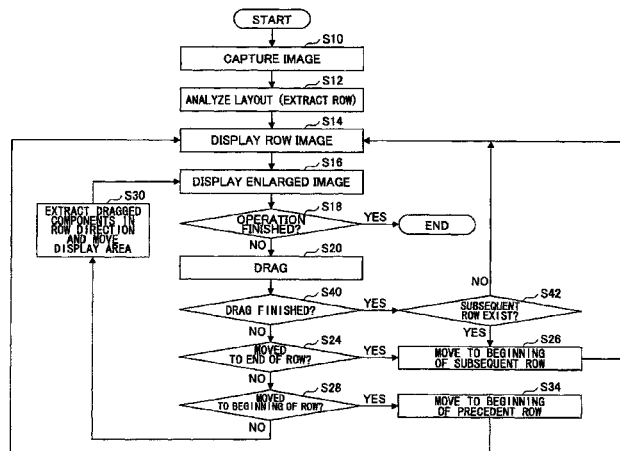 START
S10
CAPTURE IMAGE
S12
ANALYZE LAYOUT (EXTRACT ROW)
S14
DISPLAY ROW IMAGE
S16
DISPLAY ENLARGED IMAGE
S30
EXTRACT DRAGGED
COMPONENTS IN
ROW DIRECTION
AND MOVE
DISPLAY AREA
S18
OPERATION
FINISHED?
YES
END
NO
S20
DRAG
S40
DRAG FINISHED?
YES
NO
S42
SUBSEQUENT
ROW EXIST?
NO
YES
S24
MOVED
TO END OF ROW?
YES
S26
MOVE TO BEGINNING
OF SUBSEQUENT ROW
NO
S28
MOVED
TO BEGINNING OF ROW?
YES
S34
MOVE TO BEGINNING
OF PRECEDENT ROW
NO